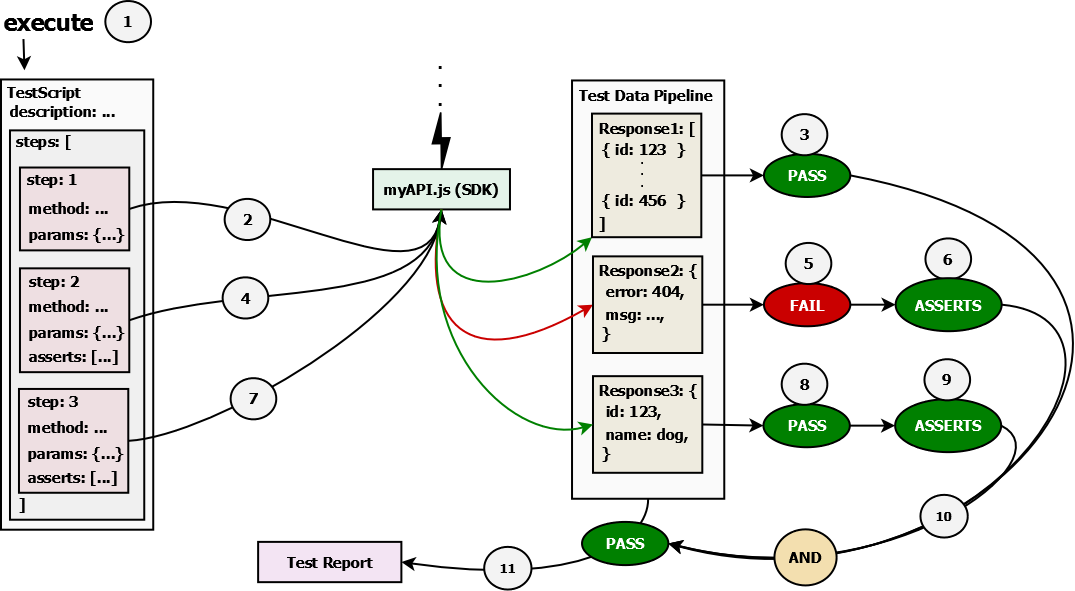 execute
1
TestScript
description: ...
steps: [
step: 1
method: ...
params: {...}
step: 2
method: ...
params: {...}
asserts: [...]
step: 3
method: ...
params: {...}
asserts: [...]
]
2
4
7
myAPI.js (SDK)
Test Data Pipeline
Response1: [
{ id: 123 }
.
.
.
{ id: 456 }
]
Response2: {
error: 404,
msg: ...,
}
Response3: {
id: 123,
name: dog,
}
3
PASS
5
FAIL
6
ASSERTS
8
PASS
9
ASSERTS
10
AND
PASS
11
Test Report